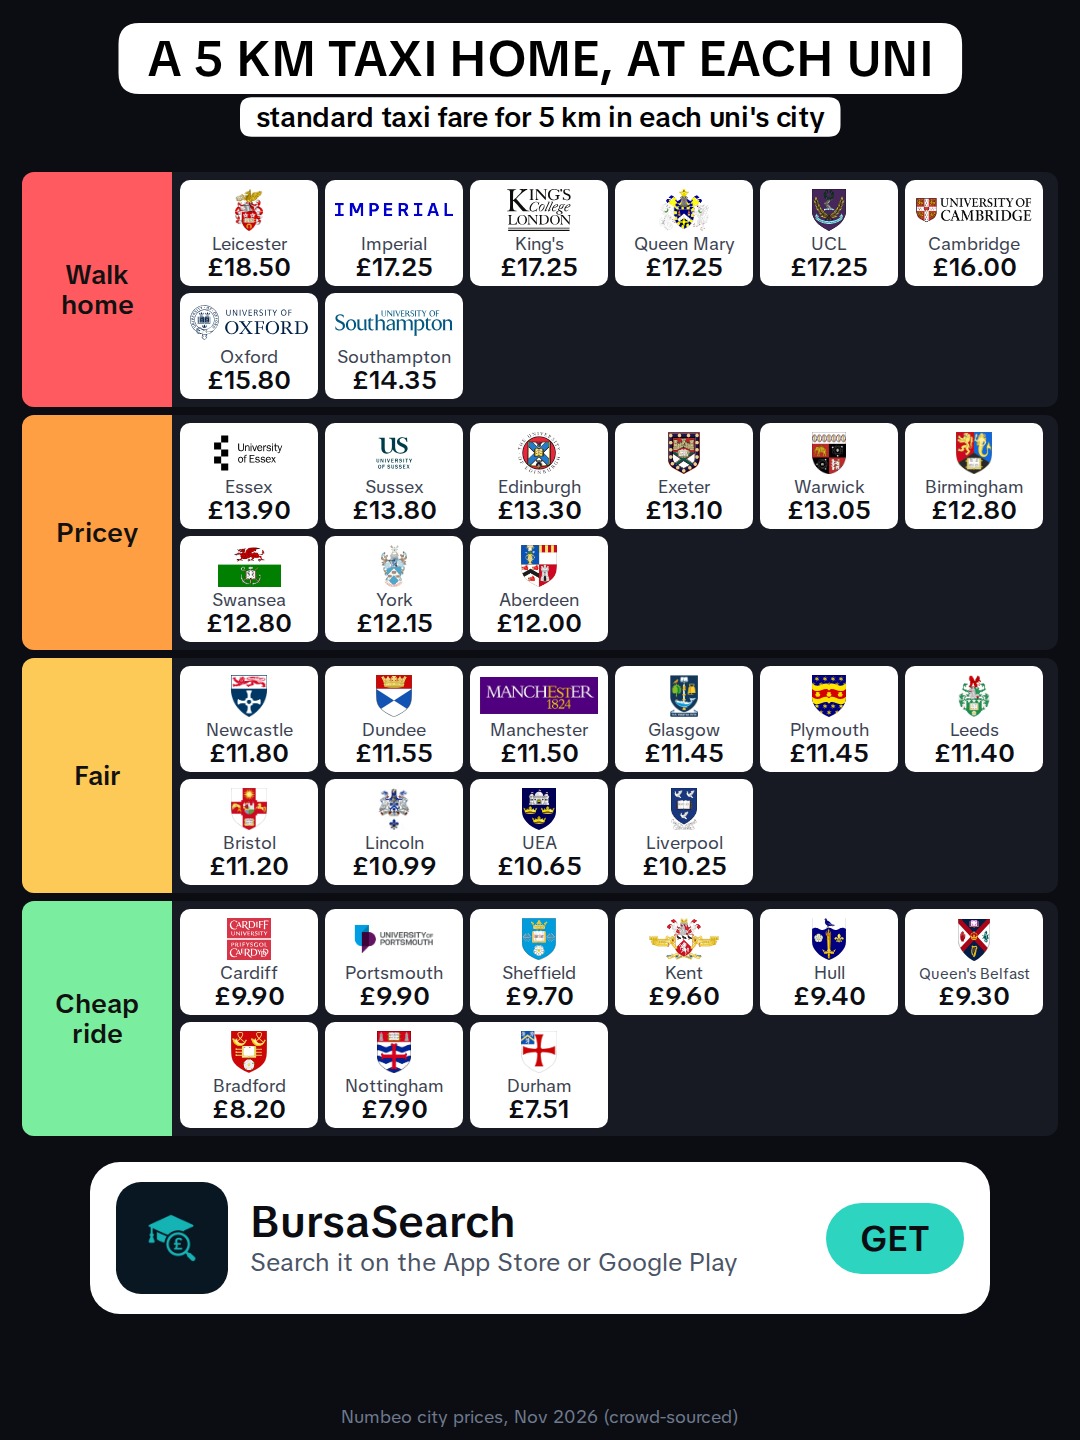 A 5 KM TAXI HOME, AT EACH UNI
standard taxi fare for 5 km in each uni's city
Walk
home
Leicester
£18.50
IMPERIAL
Imperial
£17.25
KING'S
College
LONDON
King's
£17.25
Queen Mary
£17.25
UCL
£17.25
UNIVERSITY OF
CAMBRIDGE
Cambridge
£16.00
UNIVERSITY OF
OXFORD
Oxford
£15.80
UNIVERSITY OF
Southampton
Southampton
£14.35
Pricey
University
of Essex
Essex
£13.90
US
UNIVERSITY
OF SUSSEX
Sussex
£13.80
Edinburgh
£13.30
Exeter
£13.10
Warwick
£13.05
Birmingham
£12.80
Swansea
£12.80
York
£12.15
Aberdeen
£12.00
Fair
Newcastle
£11.80
Dundee
£11.55
MANCHESTER
1824
Manchester
£11.50
Glasgow
£11.45
Plymouth
£11.45
Leeds
£11.40
Bristol
£11.20
Lincoln
£10.99
UEA
£10.65
Liverpool
£10.25
Cheap
ride
CARDIFF
UNIVERSITY
PRIFYSGOL
CAERDYDD
Cardiff
£9.90
UNIVERSITY OF
PORTSMOUTH
Portsmouth
£9.90
Sheffield
£9.70
Kent
£9.60
Hull
£9.40
Queen's Belfast
£9.30
Bradford
£8.20
Nottingham
£7.90
Durham
£7.51
£
BursaSearch
Search it on the App Store or Google Play
GET
Numbeo city prices, Nov 2026 (crowd-sourced)